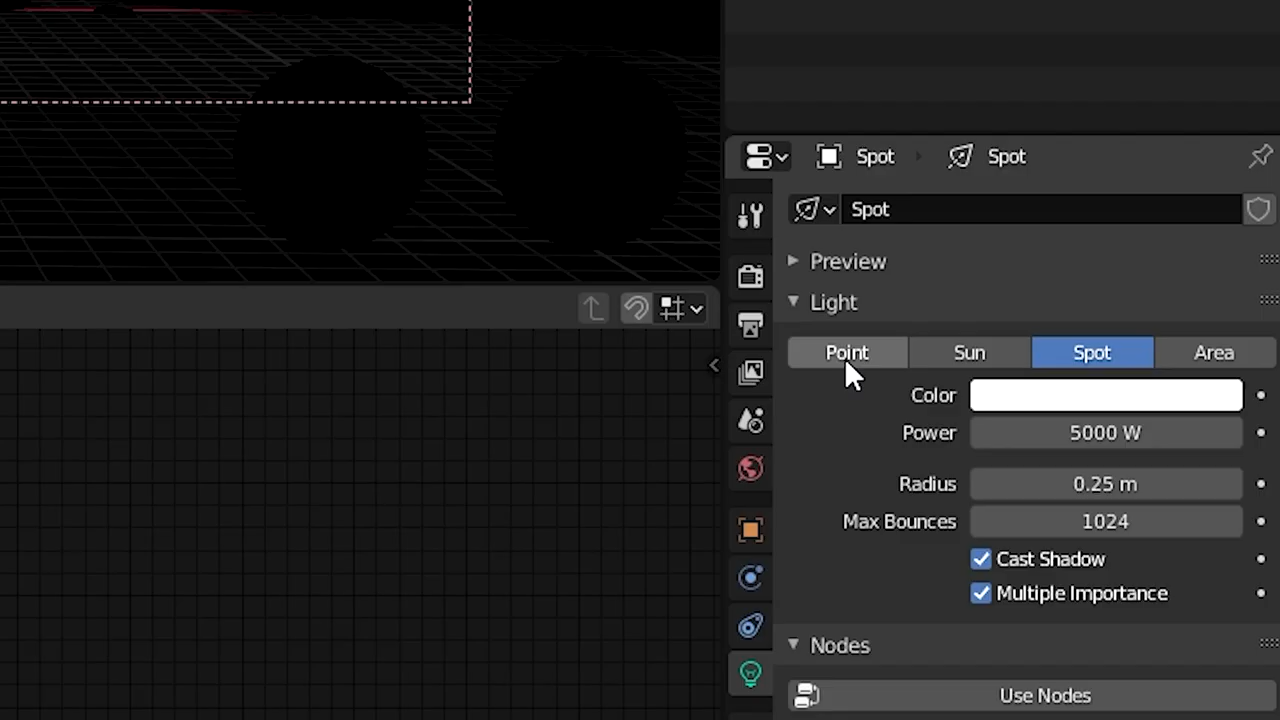 Spot Spot
Spot
Preview
Light
Point Sun Spot Area
Color
Power 5000 W
Radius 0.25 m
Max Bounces 1024
Cast Shadow
Multiple Importance
Nodes
Use Nodes